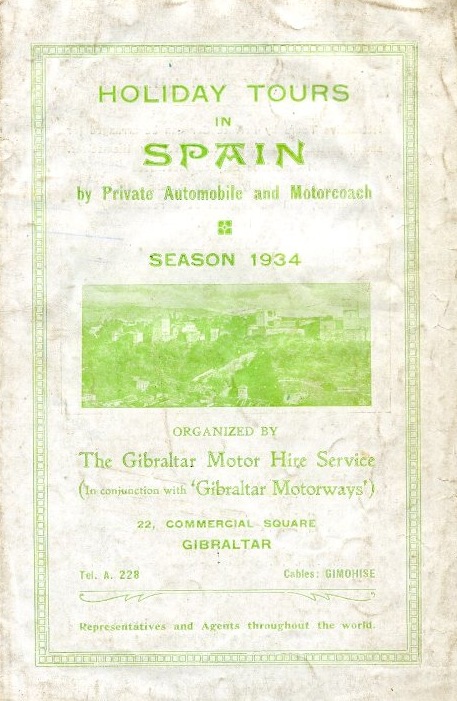 HOLIDAY TOURS
IN
SPAIN
by Private Automobile and Motorcoach
SEASON 1934
ORGANIZED BY
The Gibraltar Motor Hire Service
(In conjunction with 'Gibraltar Motorways')
22, COMMERCIAL SQUARE
GIBRALTAR
Tel. A. 228 Cables: GIMOHISE
Representatives and Agents throughout the world.